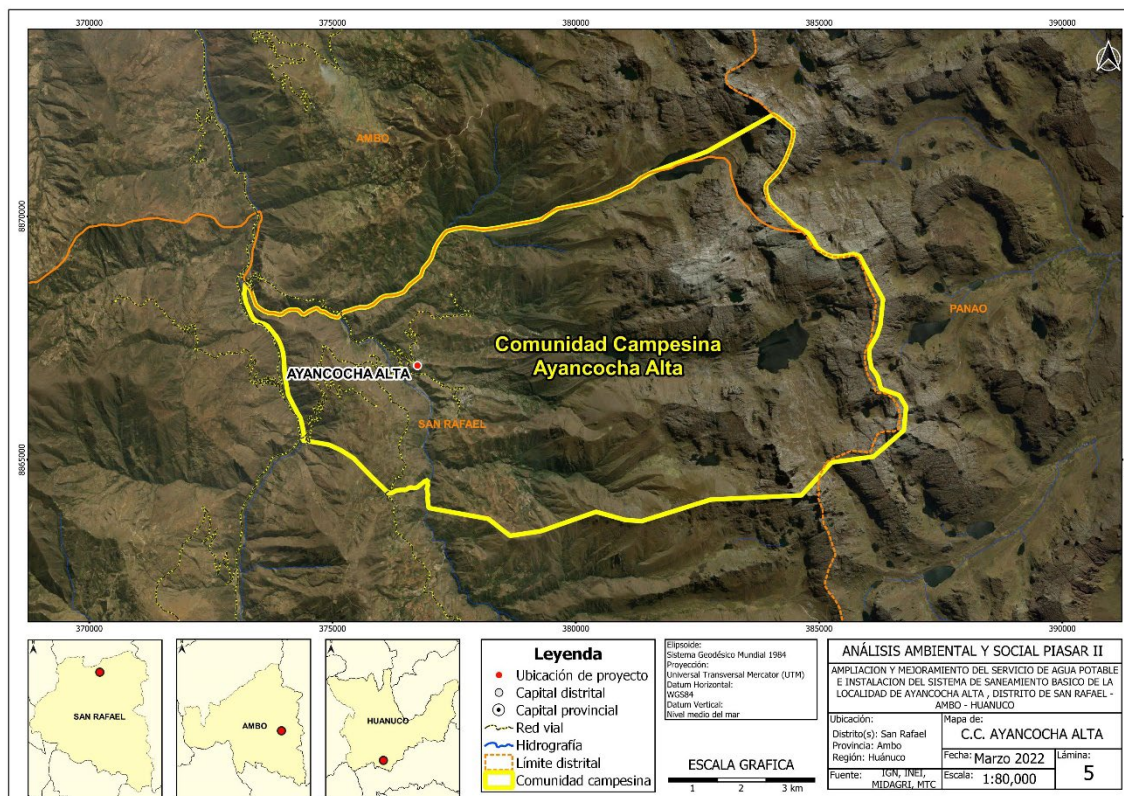 370000 375000 380000 385000 390000
AMBO
8870000 8870000
PANAO
Comunidad Campesina
Ayancocha Alta
AYANCOCHA ALTA
SAN RAFAEL
8865000 8865000
370000 375000 380000 385000 390000
N
SAN RAFAEL
N
AMBO
N
HUANUCO
Leyenda
Ubicación de proyecto
Capital distrital
Capital provincial
Red vial
Hidrografía
Límite distrital
Comunidad campesina
Elipsoide:
Sistema Geodésico Mundial 1984
Proyección:
Universal Transversal Mercator (UTM)
Datum Horizontal:
WGS84
Datum Vertical:
Nivel medio del mar
ESCALA GRAFICA
1 2 3 km
ANÁLISIS AMBIENTAL Y SOCIAL PIASAR II
AMPLIACION Y MEJORAMIENTO DEL SERVICIO DE AGUA POTABLE
E INSTALACION DEL SISTEMA DE SANEAMIENTO BASICO DE LA
LOCALIDAD DE AYANCOCHA ALTA , DISTRITO DE SAN RAFAEL -
AMBO - HUANUCO
Ubicación:
Distrito(s): San Rafael
Provincia: Ambo
Región: Huánuco
Mapa de:
C.C. AYANCOCHA ALTA
Fecha: Marzo 2022
Lámina:
5
Fuente: IGN, INEI,
MIDAGRI, MTC
Escala: 1:80,000